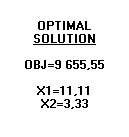 OPTIMAL
SOLUTION
OBJ=9 655,55
X1=11,11
X2=3,33